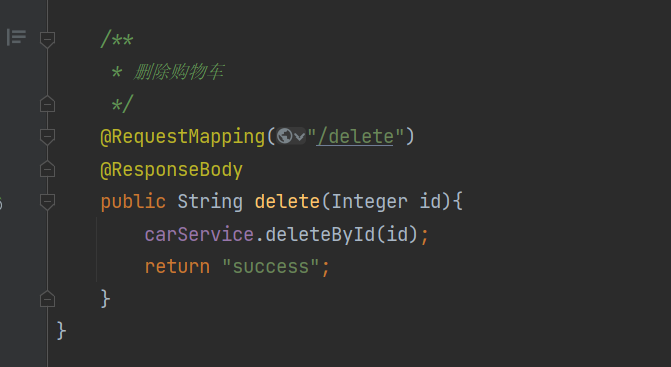 /**
* 删除购物车
*/
@RequestMapping("/delete")
@ResponseBody
public String delete(Integer id){
carService.deleteById(id);
return "success";
}
}